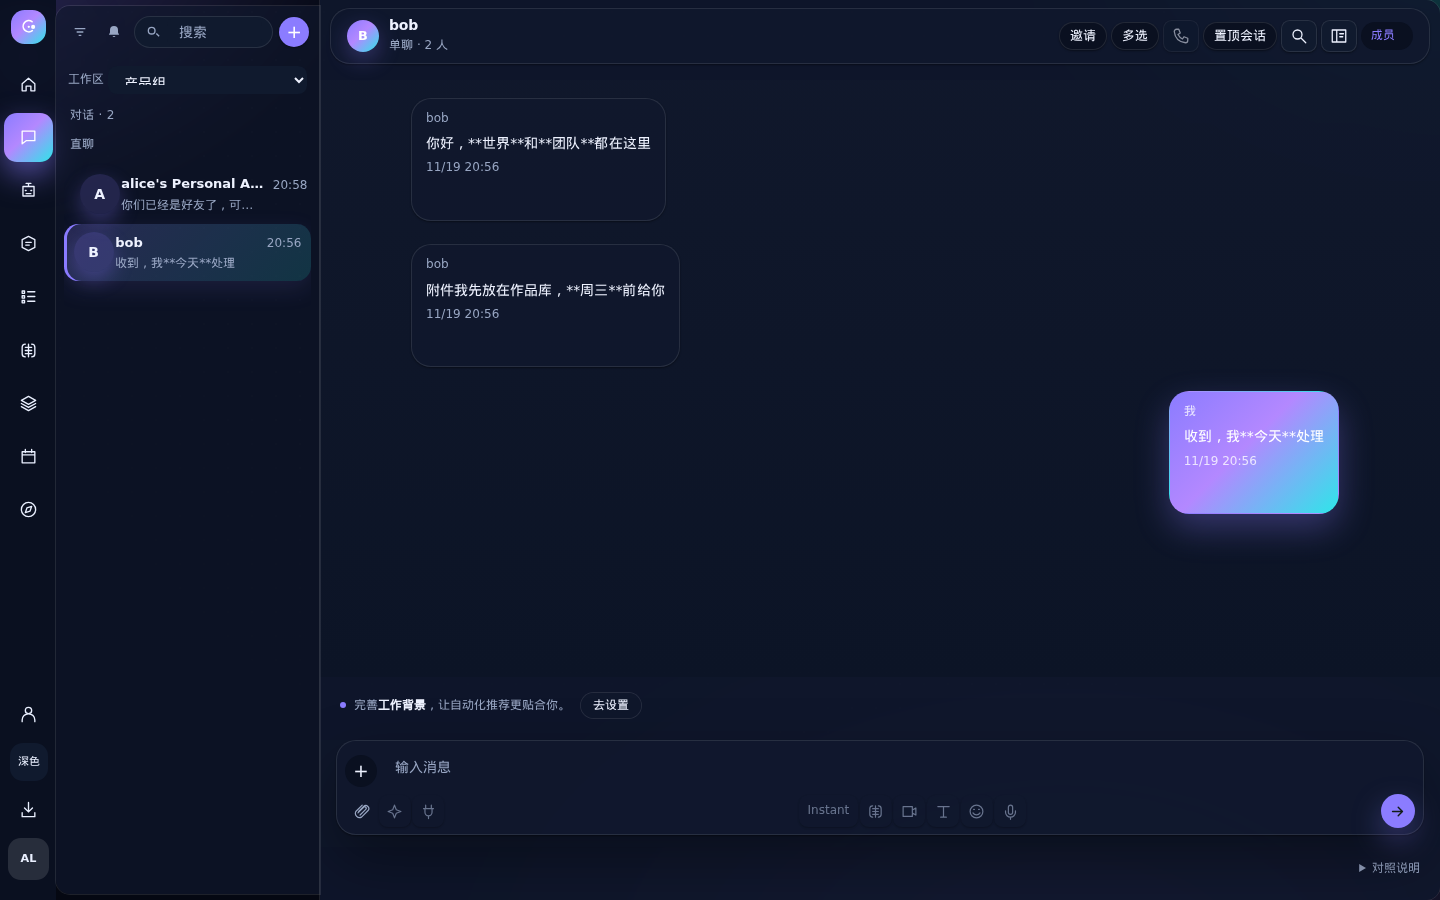 搜索
工作区 产品组
对话 · 2
直聊
A alice's Personal A... 20:58
你们已经是好友了，可...
B bob 20:56
收到，我**今天**处理
深色
AL
B bob
单聊 · 2 人
邀请 多选 置顶会话 成员
bob
你好，**世界**和**团队**都在这里
11/19 20:56
bob
附件我先放在作品库，**周三**前给你
11/19 20:56
我
收到，我**今天**处理
11/19 20:56
完善工作背景，让自动化推荐更贴合你。 去设置
输入消息
Instant
对照说明